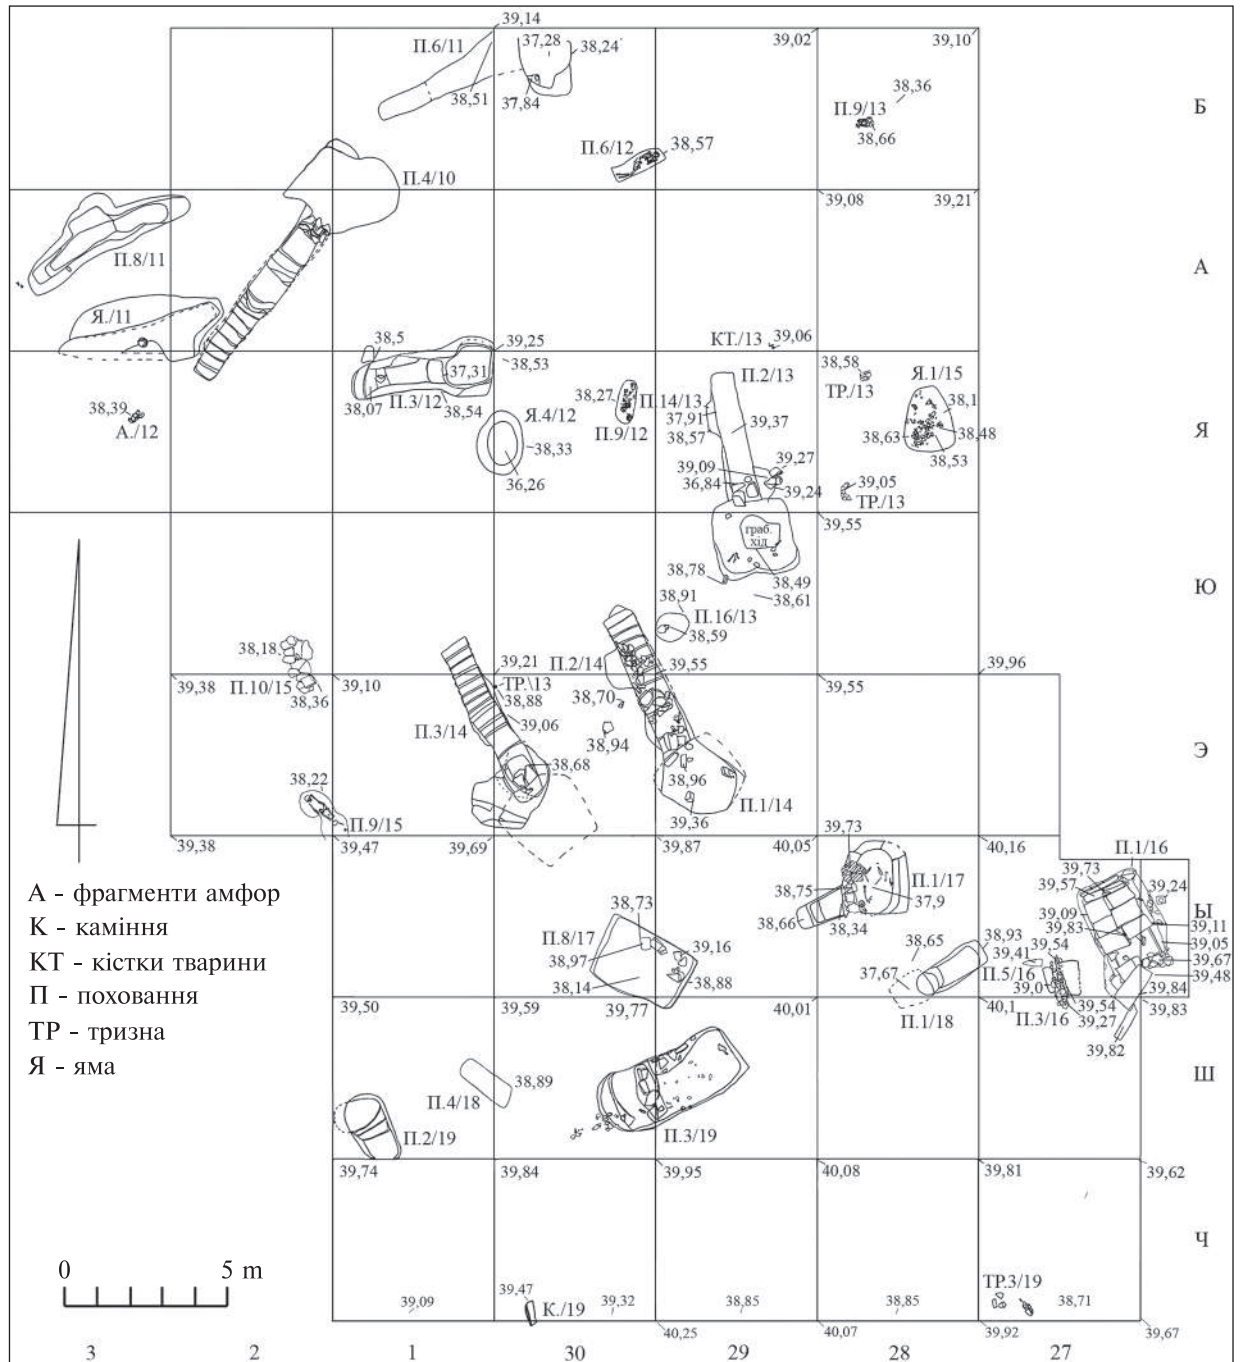 39,14
П.6/11
37,28
38,24
39,02
39,10
38,51
37,84
38,36
П.9/13
38,66
Б
П.6/12
38,57
П.4/10
39,08
39,21
П.8/11
А
Я./11
38,5
39,25
КТ./13
39,06
38,53
38,58
П.2/13
Я.1/15
37,31
ТР./13
38,07
П.3/12
38,54
38,27
П.14/13
38,1
38,39
А./12
Я.4/12
37,91
39,37
38,63
38,48
Я
38,33
П.9/12
38,57
38,53
39,27
39,09
36,26
36,84
39,24
39,05
ТР./13
39,55
граб.
хід
38,78
38,49
38,61
Ю
38,91
П.16/13
38,59
38,18
39,21
П.2/14
39,55
39,96
39,38
П.10/15
39,10
ТР.\13
39,55
38,36
38,88
38,70
П.3/14
39,06
38,94
Э
38,68
38,96
38,22
П.1/14
39,36
П.9/15
39,73
39,38
39,47
39,69
39,87
40,05
40,16
П.1/16
А - фрагменти амфор
К - каміння
КТ - кістки тварини
П - поховання
ТР - тризна
Я - яма
38,75
П.1/17
37,9
39,73
39,57
39,24
38,73
38,66
38,34
39,09
Ы
39,11
П.8/17
39,83
38,93
39,05
38,97
39,16
38,65
39,41
39,54
39,67
38,14
38,88
37,67
П.5/16
39,0
39,48
39,50
39,59
39,77
40,01
40,1
39,54
39,84
39,83
П.1/18
П.3/16
39,27
39,82
38,89
Ш
П.4/18
П.2/19
П.3/19
39,74
39,84
39,95
40,08
39,81
39,62
Ч
0 5 m
39,47
ТР.3/19
39,09
К./19
39,32
38,85
38,85
38,71
40,25
40,07
39,92
39,67
3 2 1 30 29 28 27